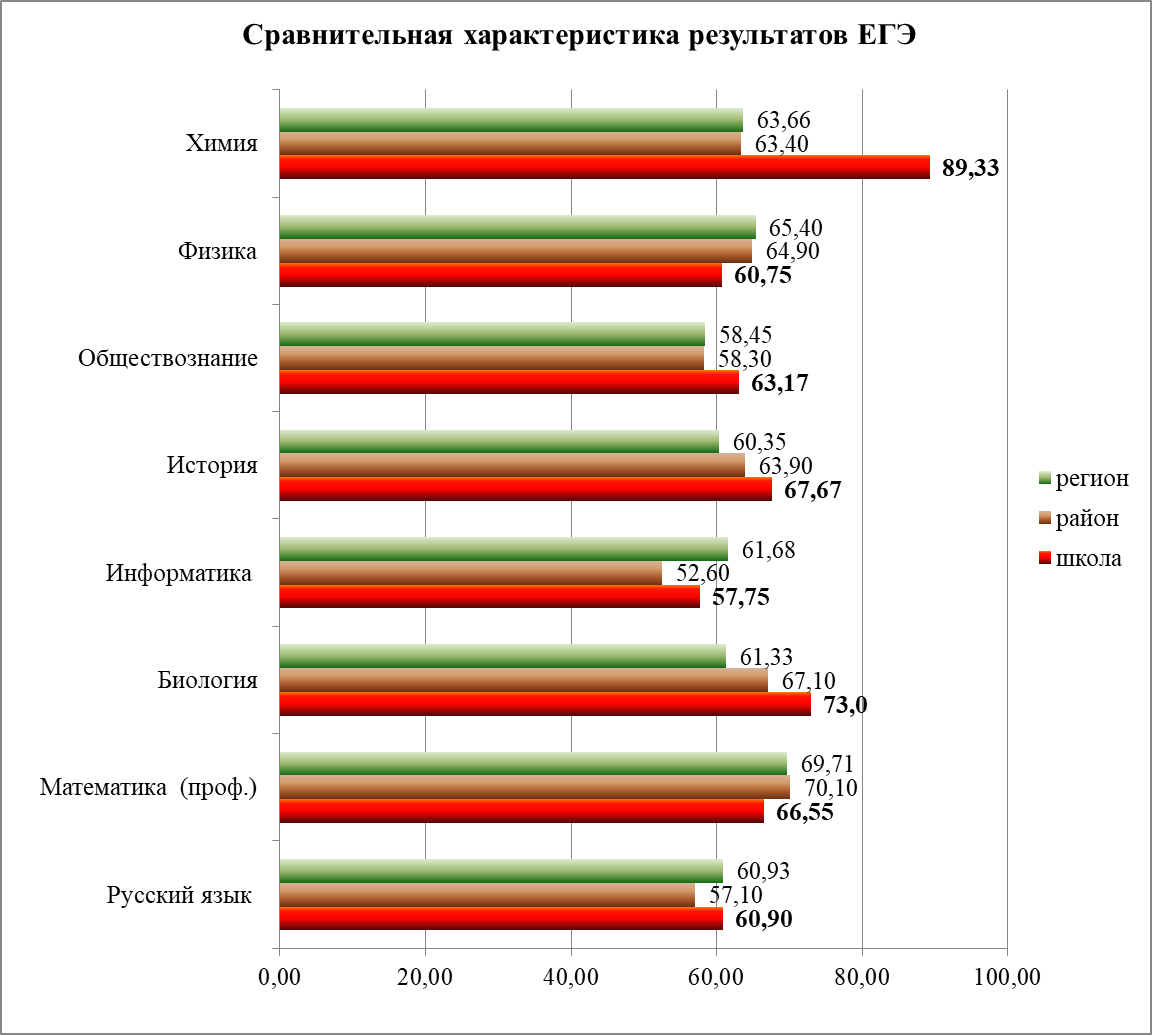 Сравнительная характеристика результатов ЕГЭ
Химия
63,66
63,40
89,33
Физика
65,40
64,90
60,75
Обществознание
58,45
58,30
63,17
История
60,35
63,90
67,67
Информатика
61,68
52,60
57,75
Биология
61,33
67,10
73,0
Математика (проф.)
69,71
70,10
66,55
Русский язык
60,93
57,10
60,90
0,00 20,00 40,00 60,00 80,00 100,00
регион
район
школа